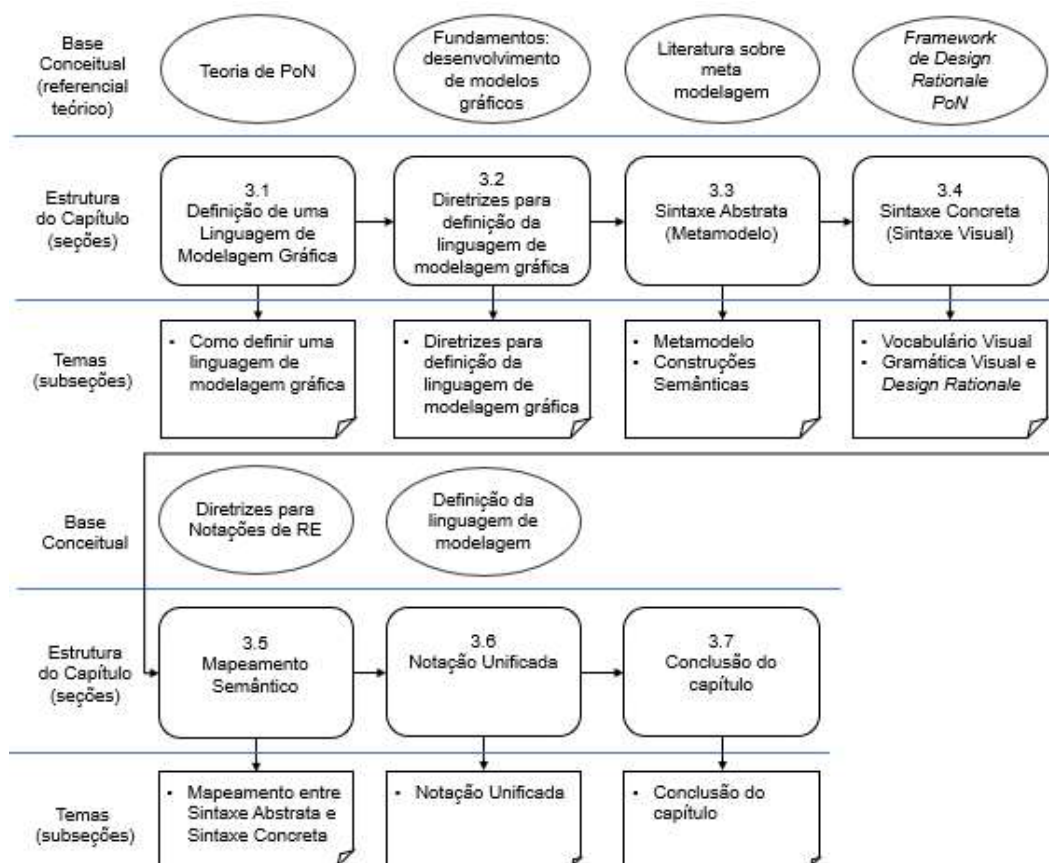 Base
Conceitual
(referencial
teórico)
Teoria de PoN
Fundamentos:
desenvolvimento
de modelos
gráficos
Literatura sobre
meta
modelagem
Framework
de Design
Rationale
PoN
Estrutura
do Capítulo
(seções)
3.1
Definição de uma
Linguagem de
Modelagem Gráfica
3.2
Diretrizes para
definição da
linguagem de
modelagem gráfica
3.3
Sintaxe Abstrata
(Metamodelo)
3.4
Sintaxe Concreta
(Sintaxe Visual)
Temas
(subseções)
• Como definir uma
linguagem de
modelagem gráfica
• Diretrizes para
definição da
linguagem de
modelagem gráfica
• Metamodelo
• Construções
Semânticas
• Vocabulário Visual
• Gramática Visual e
Design Rationale
Base
Conceitual
Diretrizes para
Notações de RE
Definição da
linguagem de
modelagem
Estrutura
do Capítulo
(seções)
3.5
Mapeamento
Semântico
3.6
Notação Unificada
3.7
Conclusão do
capítulo
Temas
(subseções)
• Mapeamento entre
Sintaxe Abstrata e
Sintaxe Concreta
• Notação Unificada
• Conclusão do
capítulo